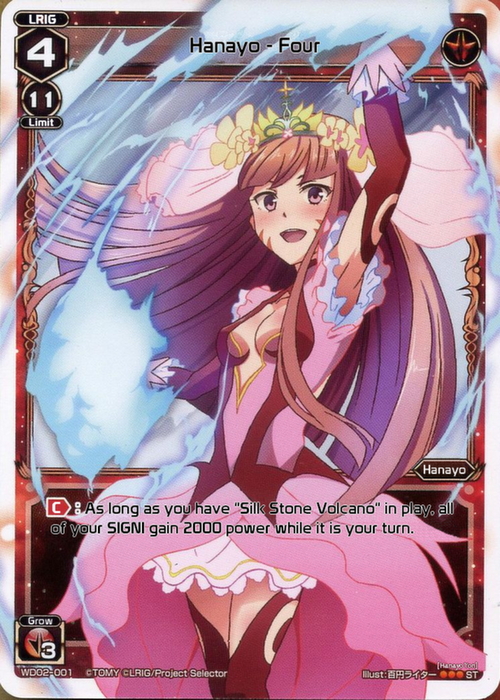 LRIG
4
Hanayo - Four
11
Limit
Hanayo
C As long as you have "Silk Stone Volcano" in play, all
of your SIGNI gain 2000 power while it is your turn.
Grow
3
WD02-001 ©TOMY ©LRIG/Project Selector
Illust:百円ライター ST